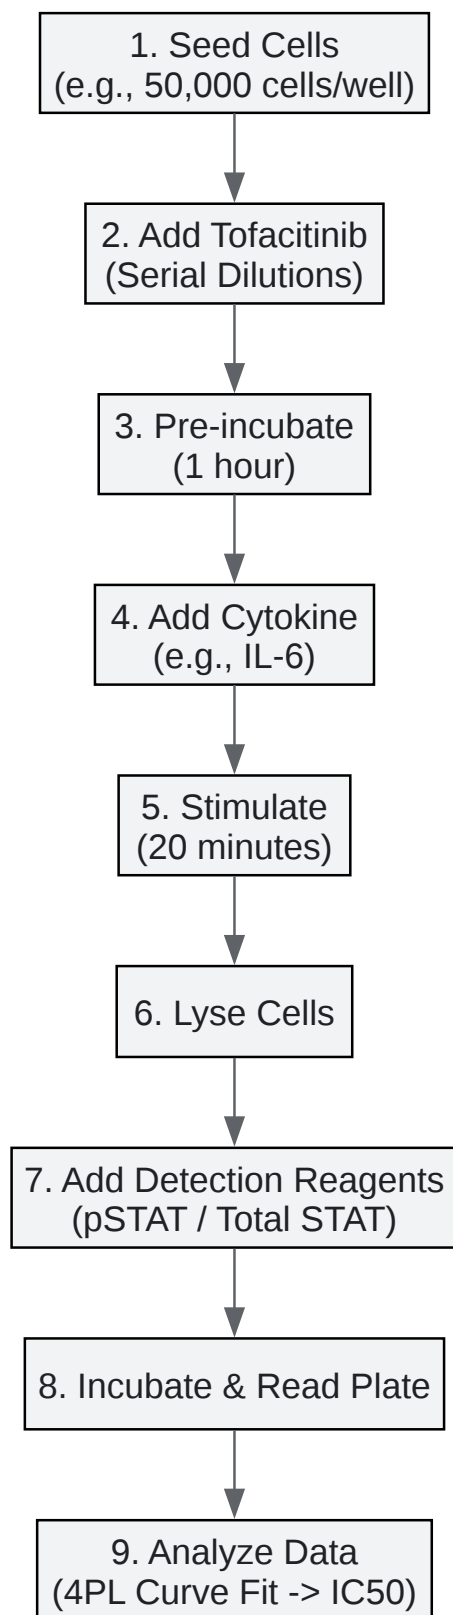 1. Seed Cells
(e.g., 50,000 cells/well)
2. Add Tofacitinib
(Serial Dilutions)
3. Pre-incubate
(1 hour)
4. Add Cytokine
(e.g., IL-6)
5. Stimulate
(20 minutes)
6. Lyse Cells
7. Add Detection Reagents
(pSTAT / Total STAT)
8. Incubate & Read Plate
9. Analyze Data
(4PL Curve Fit -> IC50)